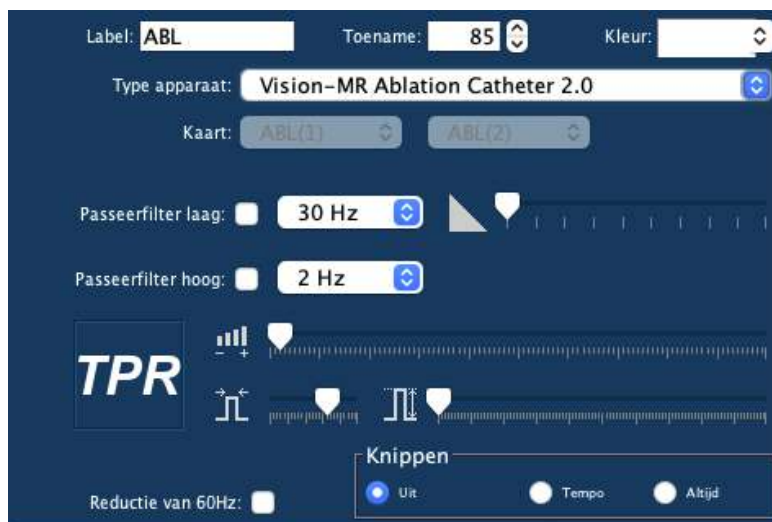 Label: ABL Toename: 85 Kleur:
Type apparaat: Vision-MR Ablation Catheter 2.0
Kaart: ABL(1) ABL(2)
Passeerfilter laag: 30 Hz
Passeerfilter hoog: 2 Hz
- +
TPR
Knippen
Reductie van 60Hz: Uit Tempo Altijd